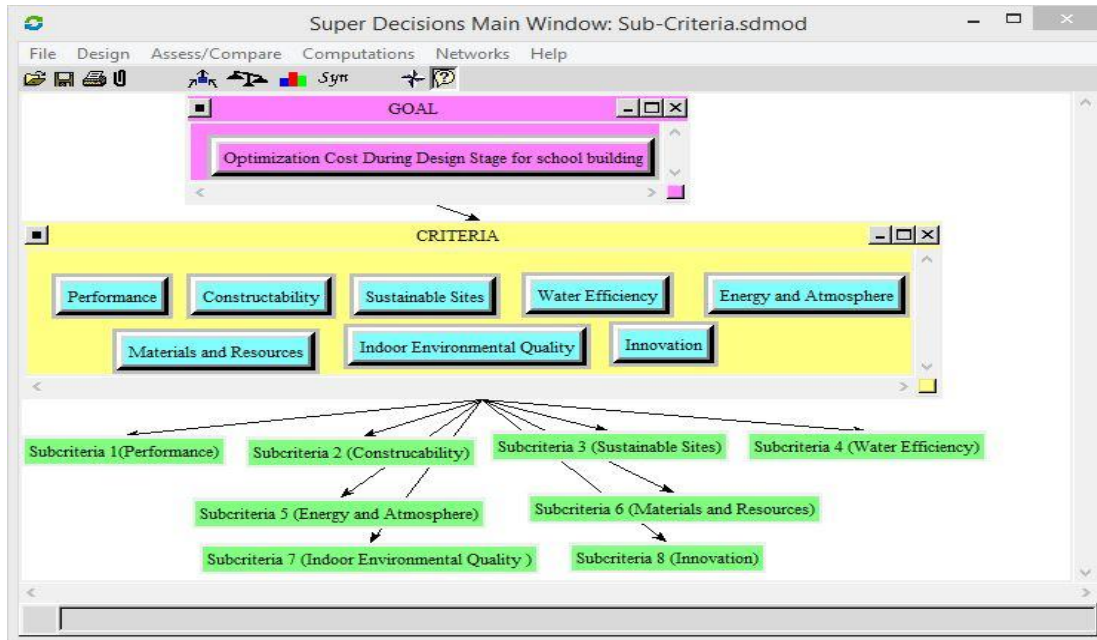 Super Decisions Main Window: Sub-Criteria.sdmod
File Design Assess/Compare Computations Networks Help
Syn
GOAL
Optimization Cost During Design Stage for school building
CRITERIA
Performance Constructability Sustainable Sites Water Efficiency Energy and Atmosphere
Materials and Resources Indoor Environmental Quality Innovation
Subcriteria 1(Performance) Subcriteria 2 (Construcability) Subcriteria 3 (Sustainable Sites) Subcriteria 4 (Water Efficiency)
Subcriteria 5 (Energy and Atmosphere) Subcriteria 6 (Materials and Resources)
Subcriteria 7 (Indoor Environmental Quality ) Subcriteria 8 (Innovation)